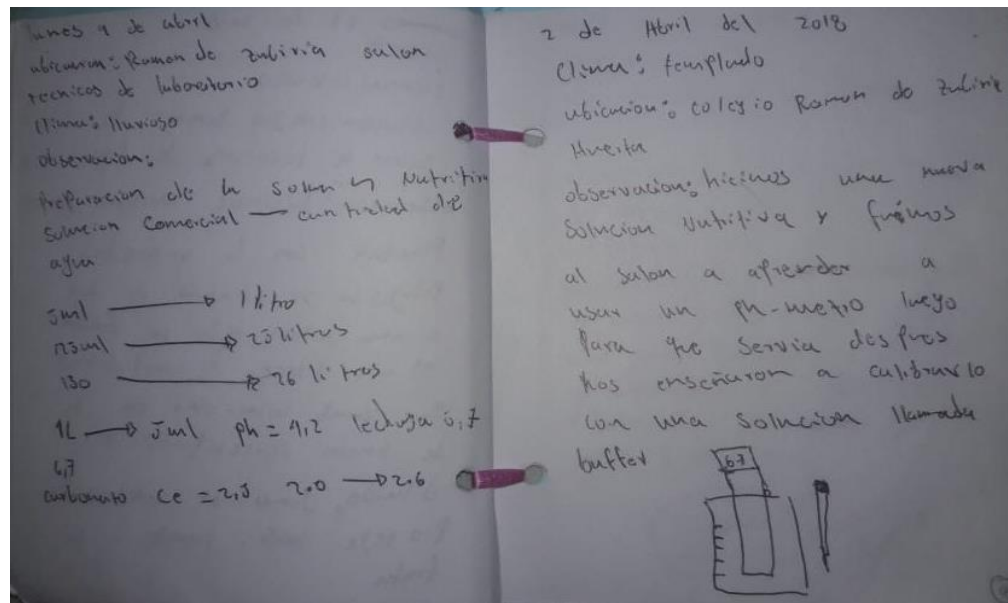 lunes 9 de abril
ubicacion: Ramon de Zubiria salon
tecnicos de laboratorio
Clima: lluvioso
observacion:
Preparacion de la solucion Nutritiva
solucion Comercial — cantidad de
agua
5ml → 1 litro
125ml → 25 litros
130 → 26 litros
1L → 5ml ph = 4,2 lechuga 5,7
6,7
carbonato Ce = 2,5 2.0 → 2.6
2 de Abril del 2018
Clima: templado
ubicacion: colegio Ramon de Zubiria
Huerta
observacion: hicimos una nueva
Solucion Nutritiva y fuimos
al salon a aprender a
usar un ph-metro luego
Para que servia despues
nos enseñaron a calibrarlo
con una solucion llamada
buffer
6.7